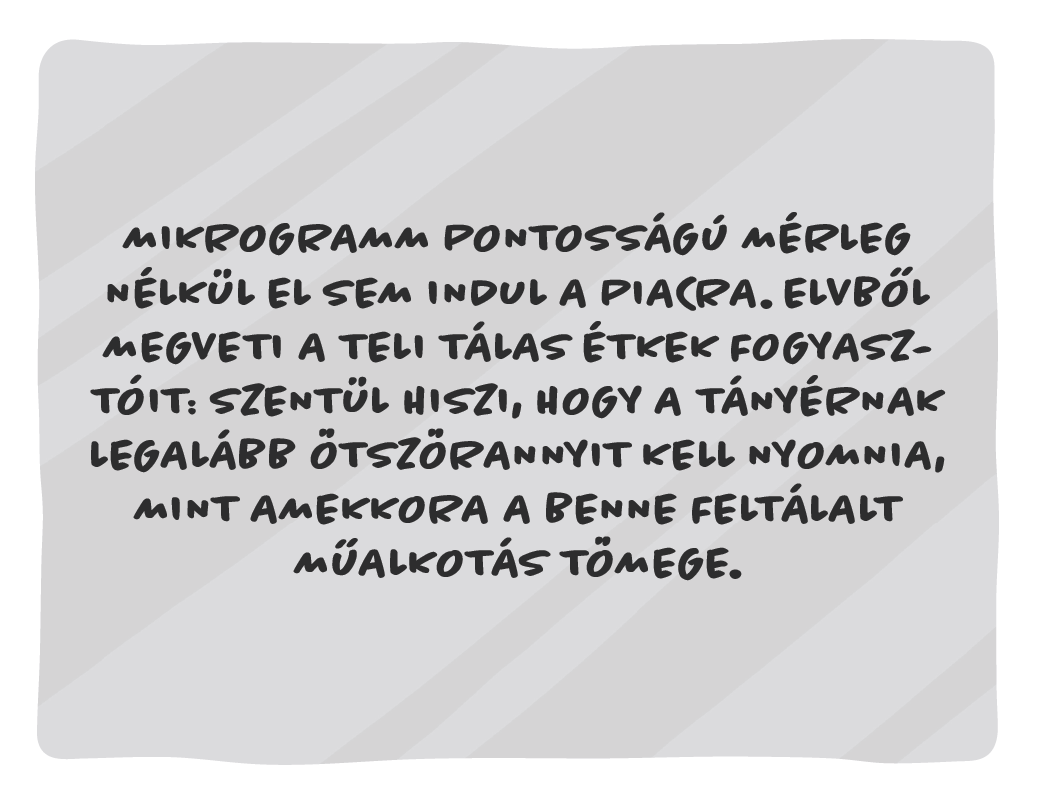 MIKROGRAMM PONTOSSÁGÚ MÉRLEG
NÉLKÜL EL SEM INDUL A PIACRA. ELVBŐL
MEGVETI A TELI TÁLAS ÉTKEK FOGYASZ-
TÓIT: SZENTÜL HISZI, HOGY A TÁNYÉRNAK
LEGALÁBB ÖTSZÖRANNYIT KELL NYOMNIA,
MINT AMEKKORA A BENNE FELTÁLALT
MŰALKOTÁS TÖMEGE.